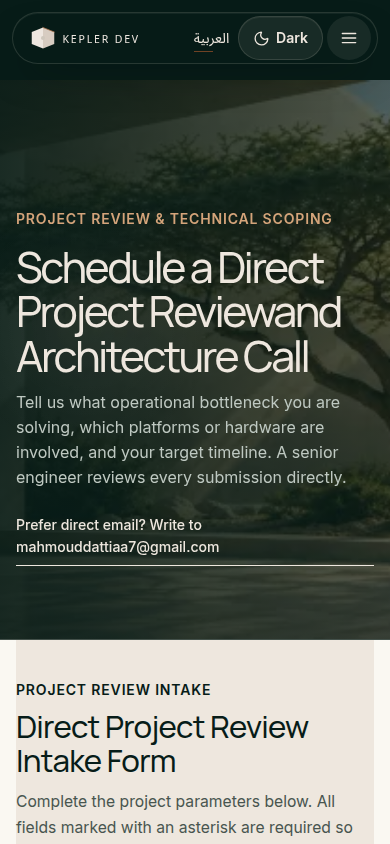 KEPLER DEV
العربية
Dark
PROJECT REVIEW & TECHNICAL SCOPING
Schedule a Direct
Project Reviewand
Architecture Call
Tell us what operational bottleneck you are
solving, which platforms or hardware are
involved, and your target timeline. A senior
engineer reviews every submission directly.
Prefer direct email? Write to
mahmouddattiaa7@gmail.com
PROJECT REVIEW INTAKE
Direct Project Review
Intake Form
Complete the project parameters below. All
fields marked with an asterisk are required so